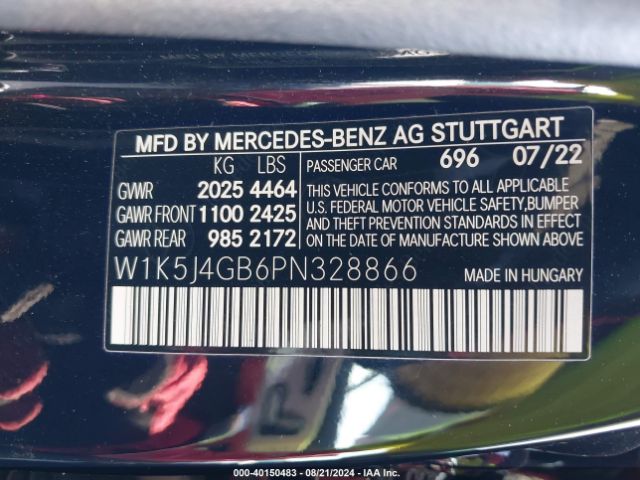 MFD BY MERCEDES-BENZ AG STUTTGART
KG LBS
PASSENGER CAR 696 07/22
GVWR 2025 4464
GAWR FRONT 1100 2425
GAWR REAR 985 2172
THIS VEHICLE CONFORMS TO ALL APPLICABLE
U.S. FEDERAL MOTOR VEHICLE SAFETY,BUMPER
AND THEFT PREVENTION STANDARDS IN EFFECT
ON THE DATE OF MANUFACTURE SHOWN ABOVE
W1K5J4GB6PN328866 MADE IN HUNGARY
000-40150483 - 08/21/2024 - IAA Inc.